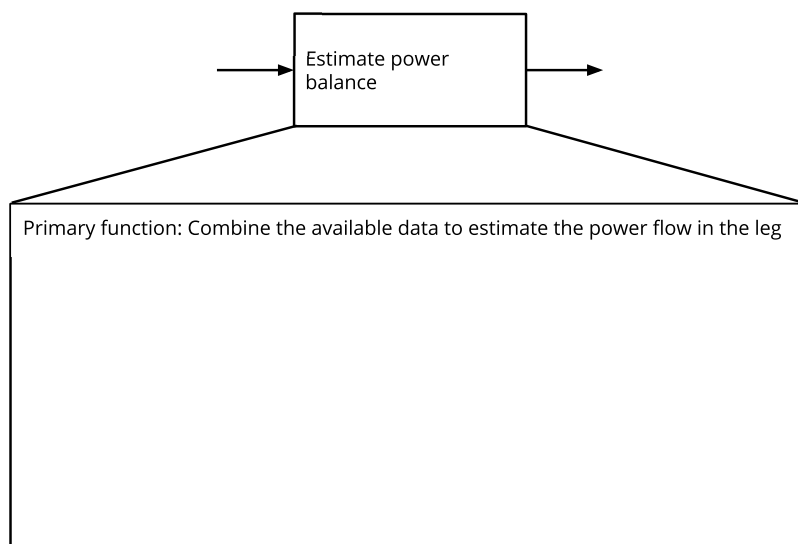 Estimate power
balance
Primary function: Combine the available data to estimate the power flow in the leg